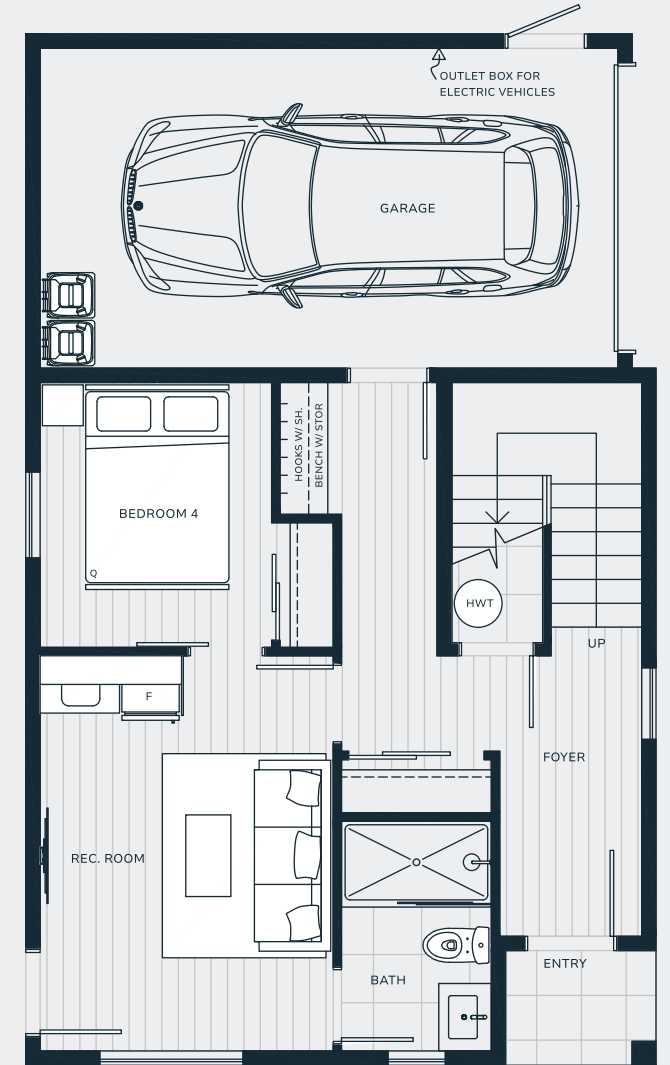 OUTLET BOX FOR
ELECTRIC VEHICLES
GARAGE
HOOKS W/ SH.
BENCH W/ STOR
BEDROOM 4
Q
HWT
UP
F
FOYER
REC. ROOM
ENTRY
BATH